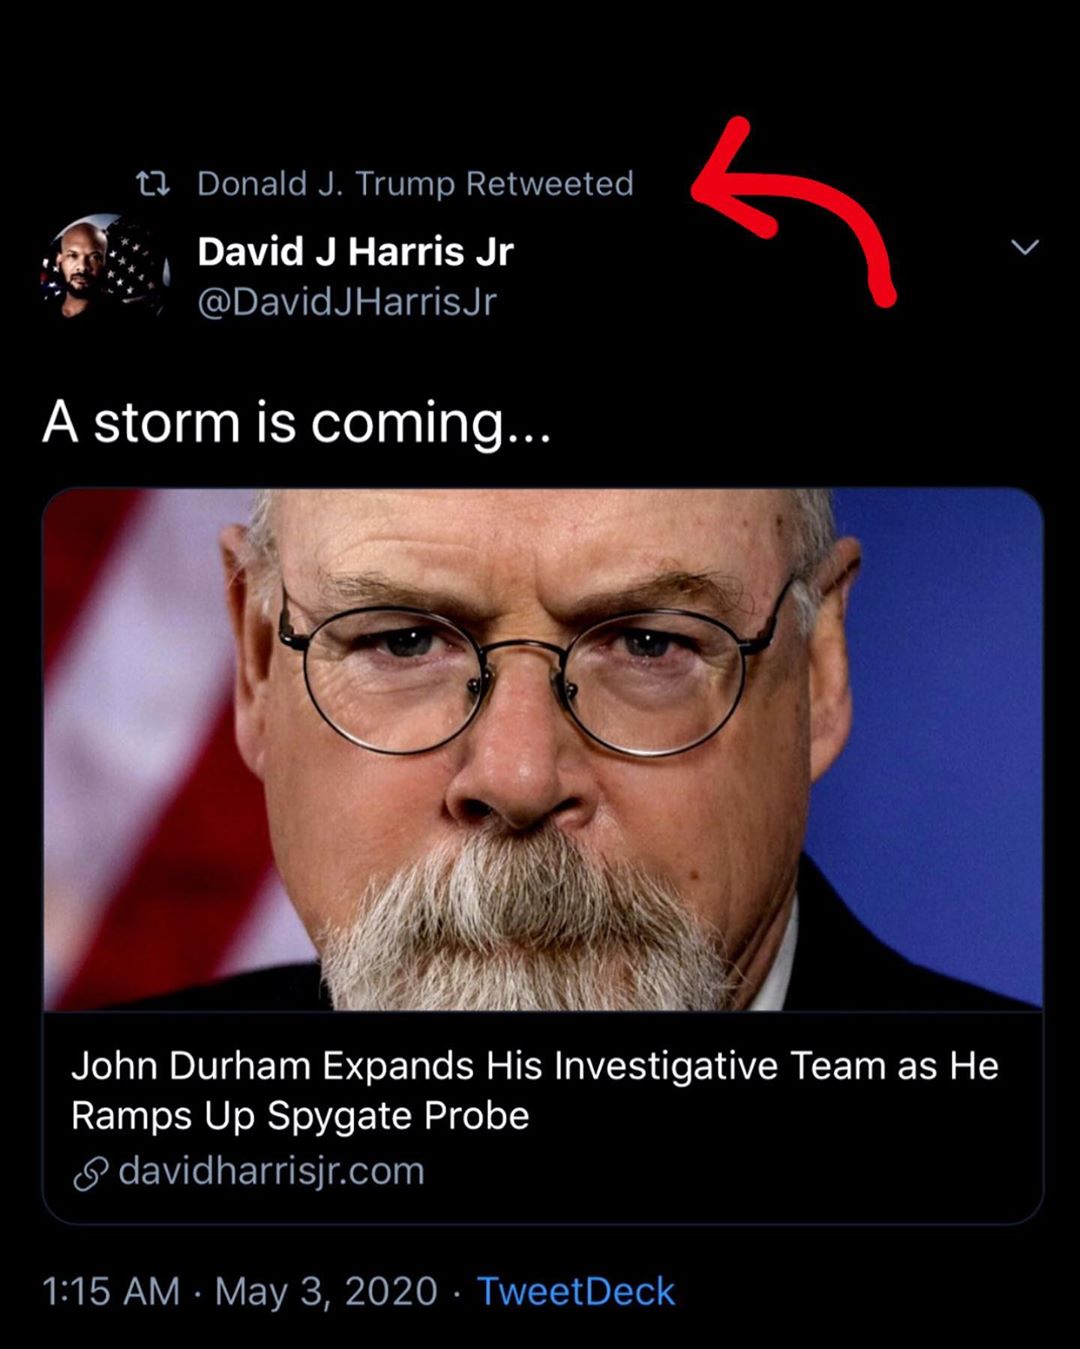 Donald J. Trump Retweeted
David J Harris Jr
@DavidJHarrisJr
A storm is coming...
John Durham Expands His Investigative Team as He
Ramps Up Spygate Probe
davidharrisjr.com
1:15 AM · May 3, 2020 · TweetDeck